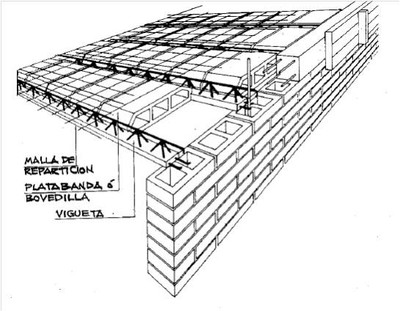 MALLA DE
REPARTICION
PLATABANDA Ó
BOVEDILLA
VIGUETA